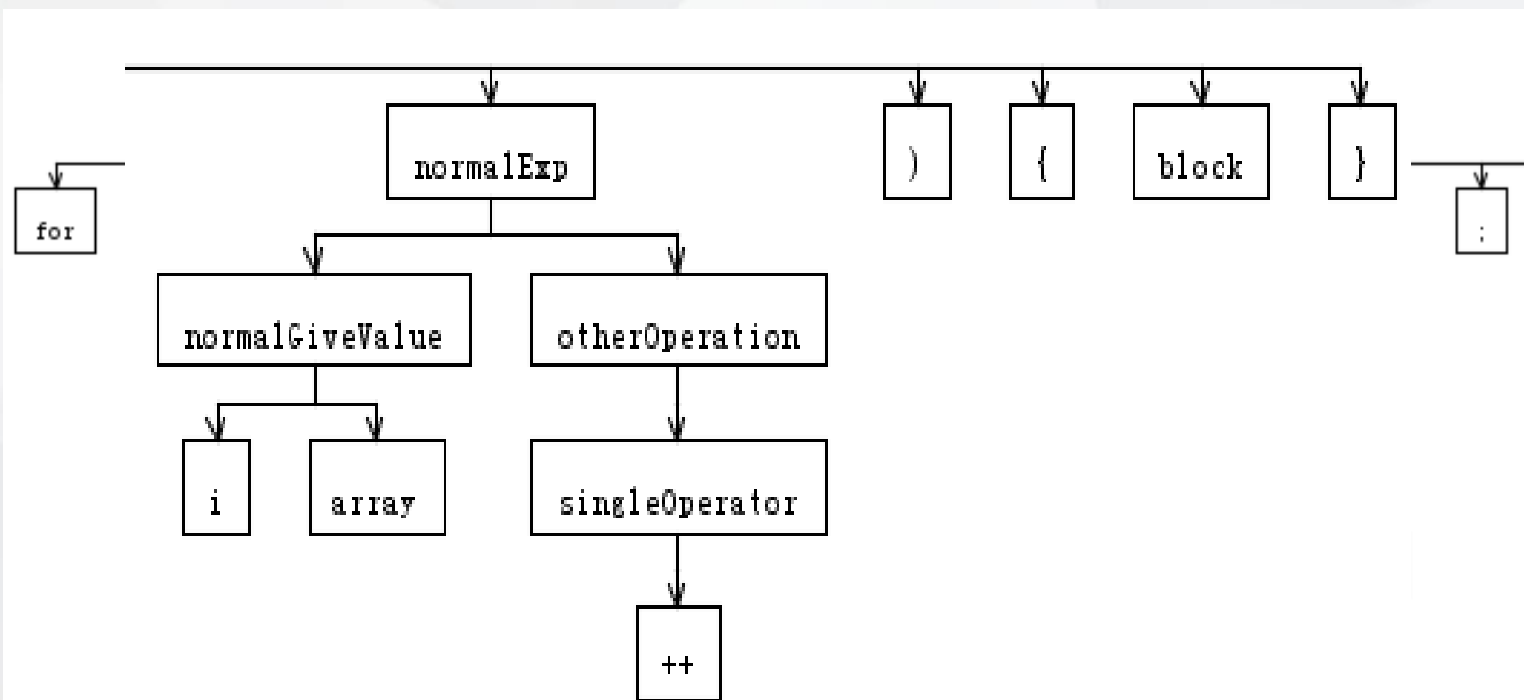 normalExp
)
{
block
}
for
;
normalGiveValue
otherOperation
i
array
singleOperator
++